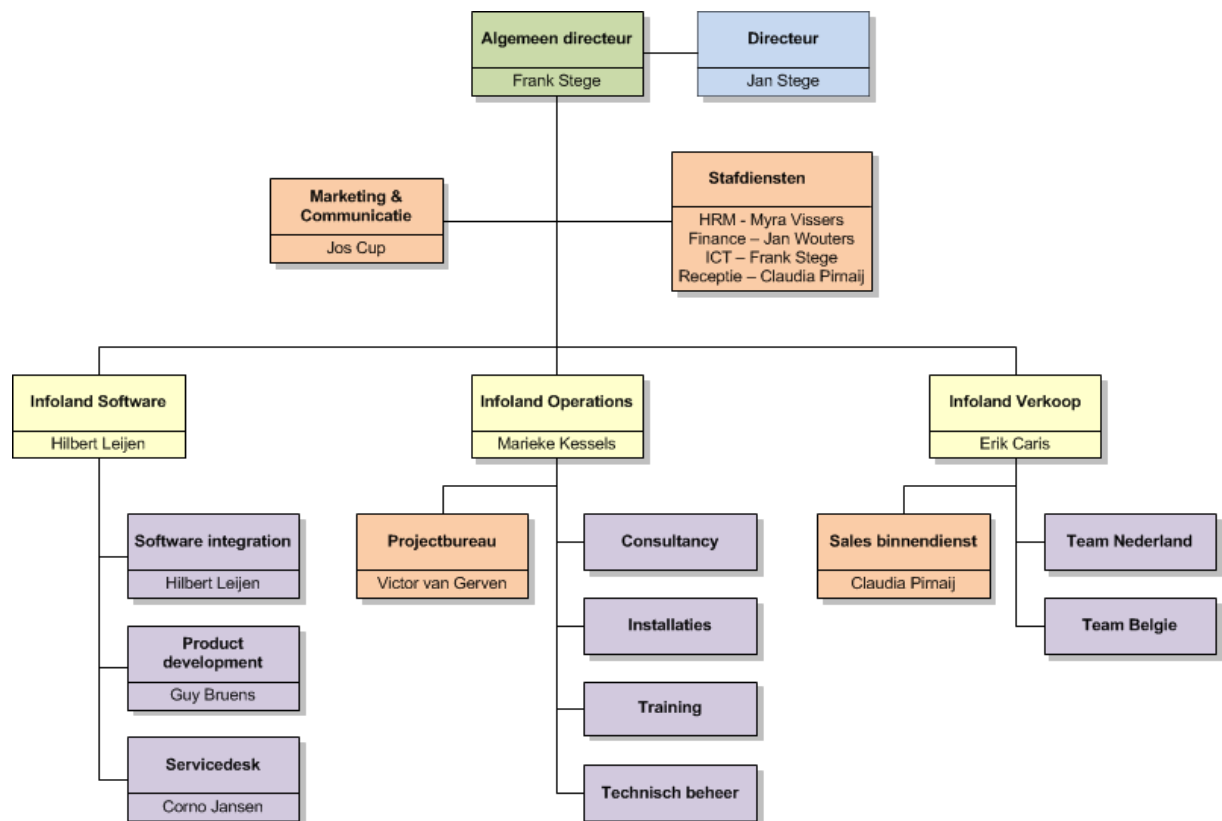 Algemeen directeur
Frank Stege
Directeur
Jan Stege
Marketing &
Communicatie
Jos Cup
Stafdiensten
HRM - Myra Vissers
Finance – Jan Wouters
ICT – Frank Stege
Receptie – Claudia Pirnaij
Infoland Software
Hilbert Leijen
Infoland Operations
Marieke Kessels
Infoland Verkoop
Erik Caris
Software integration
Hilbert Leijen
Product
development
Guy Bruens
Servicedesk
Corno Jansen
Projectbureau
Victor van Gerven
Consultancy
Installaties
Training
Technisch beheer
Sales binnendienst
Claudia Pirnaij
Team Nederland
Team Belgie